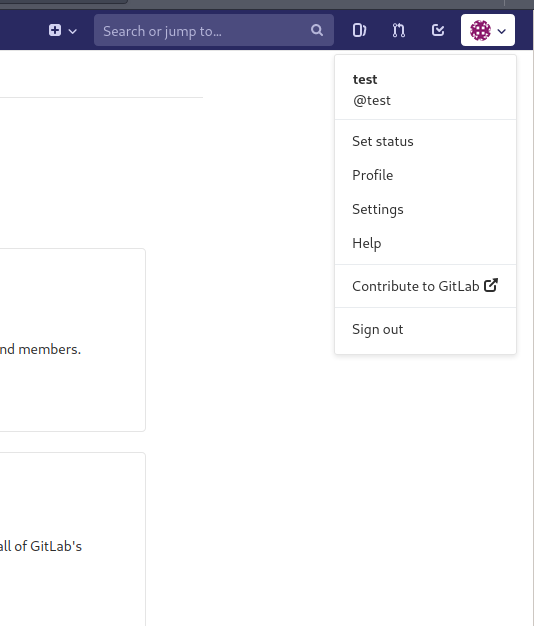 Search or jump to…
test
@test
Set status
Profile
Settings
Help
Contribute to GitLab
Sign out
nd members.
all of GitLab's